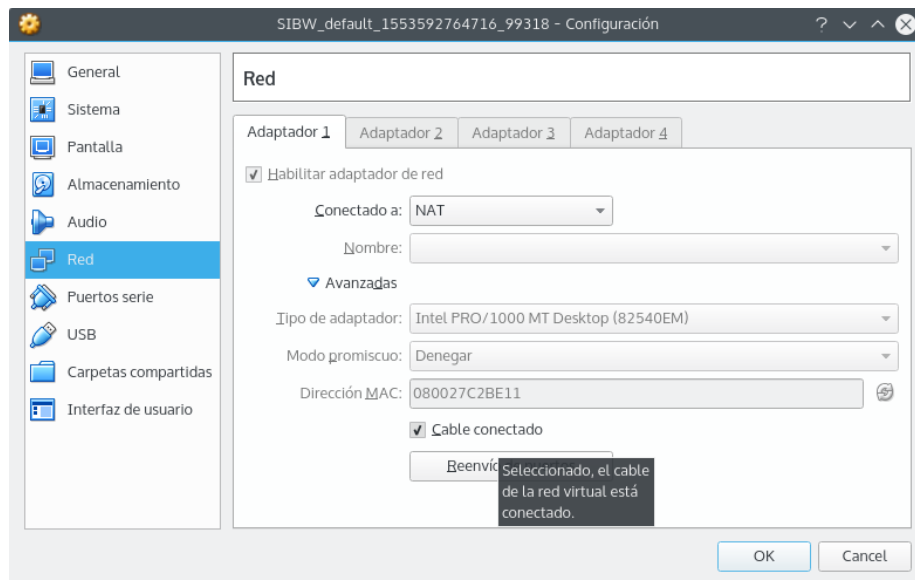 SIBW_default_1553592764716_99318 – Configuración
General
Sistema
Pantalla
Almacenamiento
Audio
Red
Puertos serie
USB
Carpetas compartidas
Interfaz de usuario
Red
Adaptador 1 Adaptador 2 Adaptador 3 Adaptador 4
Habilitar adaptador de red
Conectado a: NAT
Nombre:
Avanzadas
Tipo de adaptador: Intel PRO/1000 MT Desktop (82540EM)
Modo promiscuo: Denegar
Dirección MAC: 080027C2BE11
Cable conectado
Seleccionado, el cable
de la red virtual está
conectado.
OK Cancel